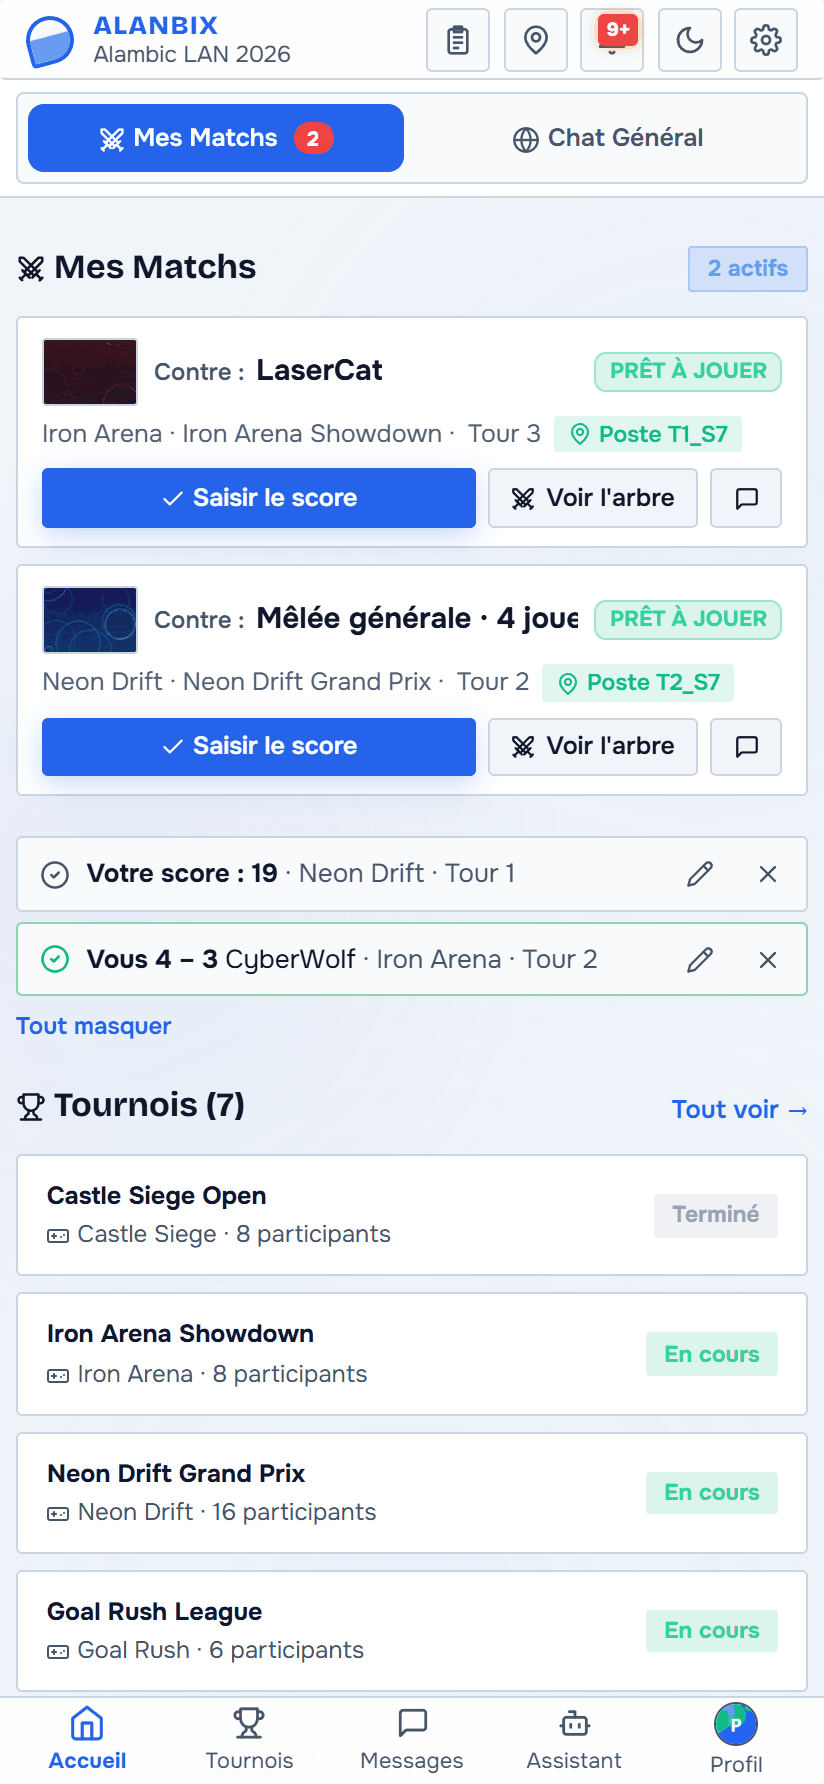 ALANBIX
Alambic LAN 2026
9+
Mes Matchs 2
Chat Général
Mes Matchs
2 actifs
Contre : LaserCat
PRÊT À JOUER
Iron Arena · Iron Arena Showdown · Tour 3
Poste T1_S7
Saisir le score
Voir l'arbre
Contre : Mêlée générale · 4 joue
PRÊT À JOUER
Neon Drift · Neon Drift Grand Prix · Tour 2
Poste T2_S7
Saisir le score
Voir l'arbre
Votre score : 19 · Neon Drift · Tour 1
Vous 4 – 3 CyberWolf · Iron Arena · Tour 2
Tout masquer
Tournois (7)
Tout voir →
Castle Siege Open
Castle Siege · 8 participants
Terminé
Iron Arena Showdown
Iron Arena · 8 participants
En cours
Neon Drift Grand Prix
Neon Drift · 16 participants
En cours
Goal Rush League
Goal Rush · 6 participants
En cours
Accueil
Tournois
Messages
Assistant
P
Profil